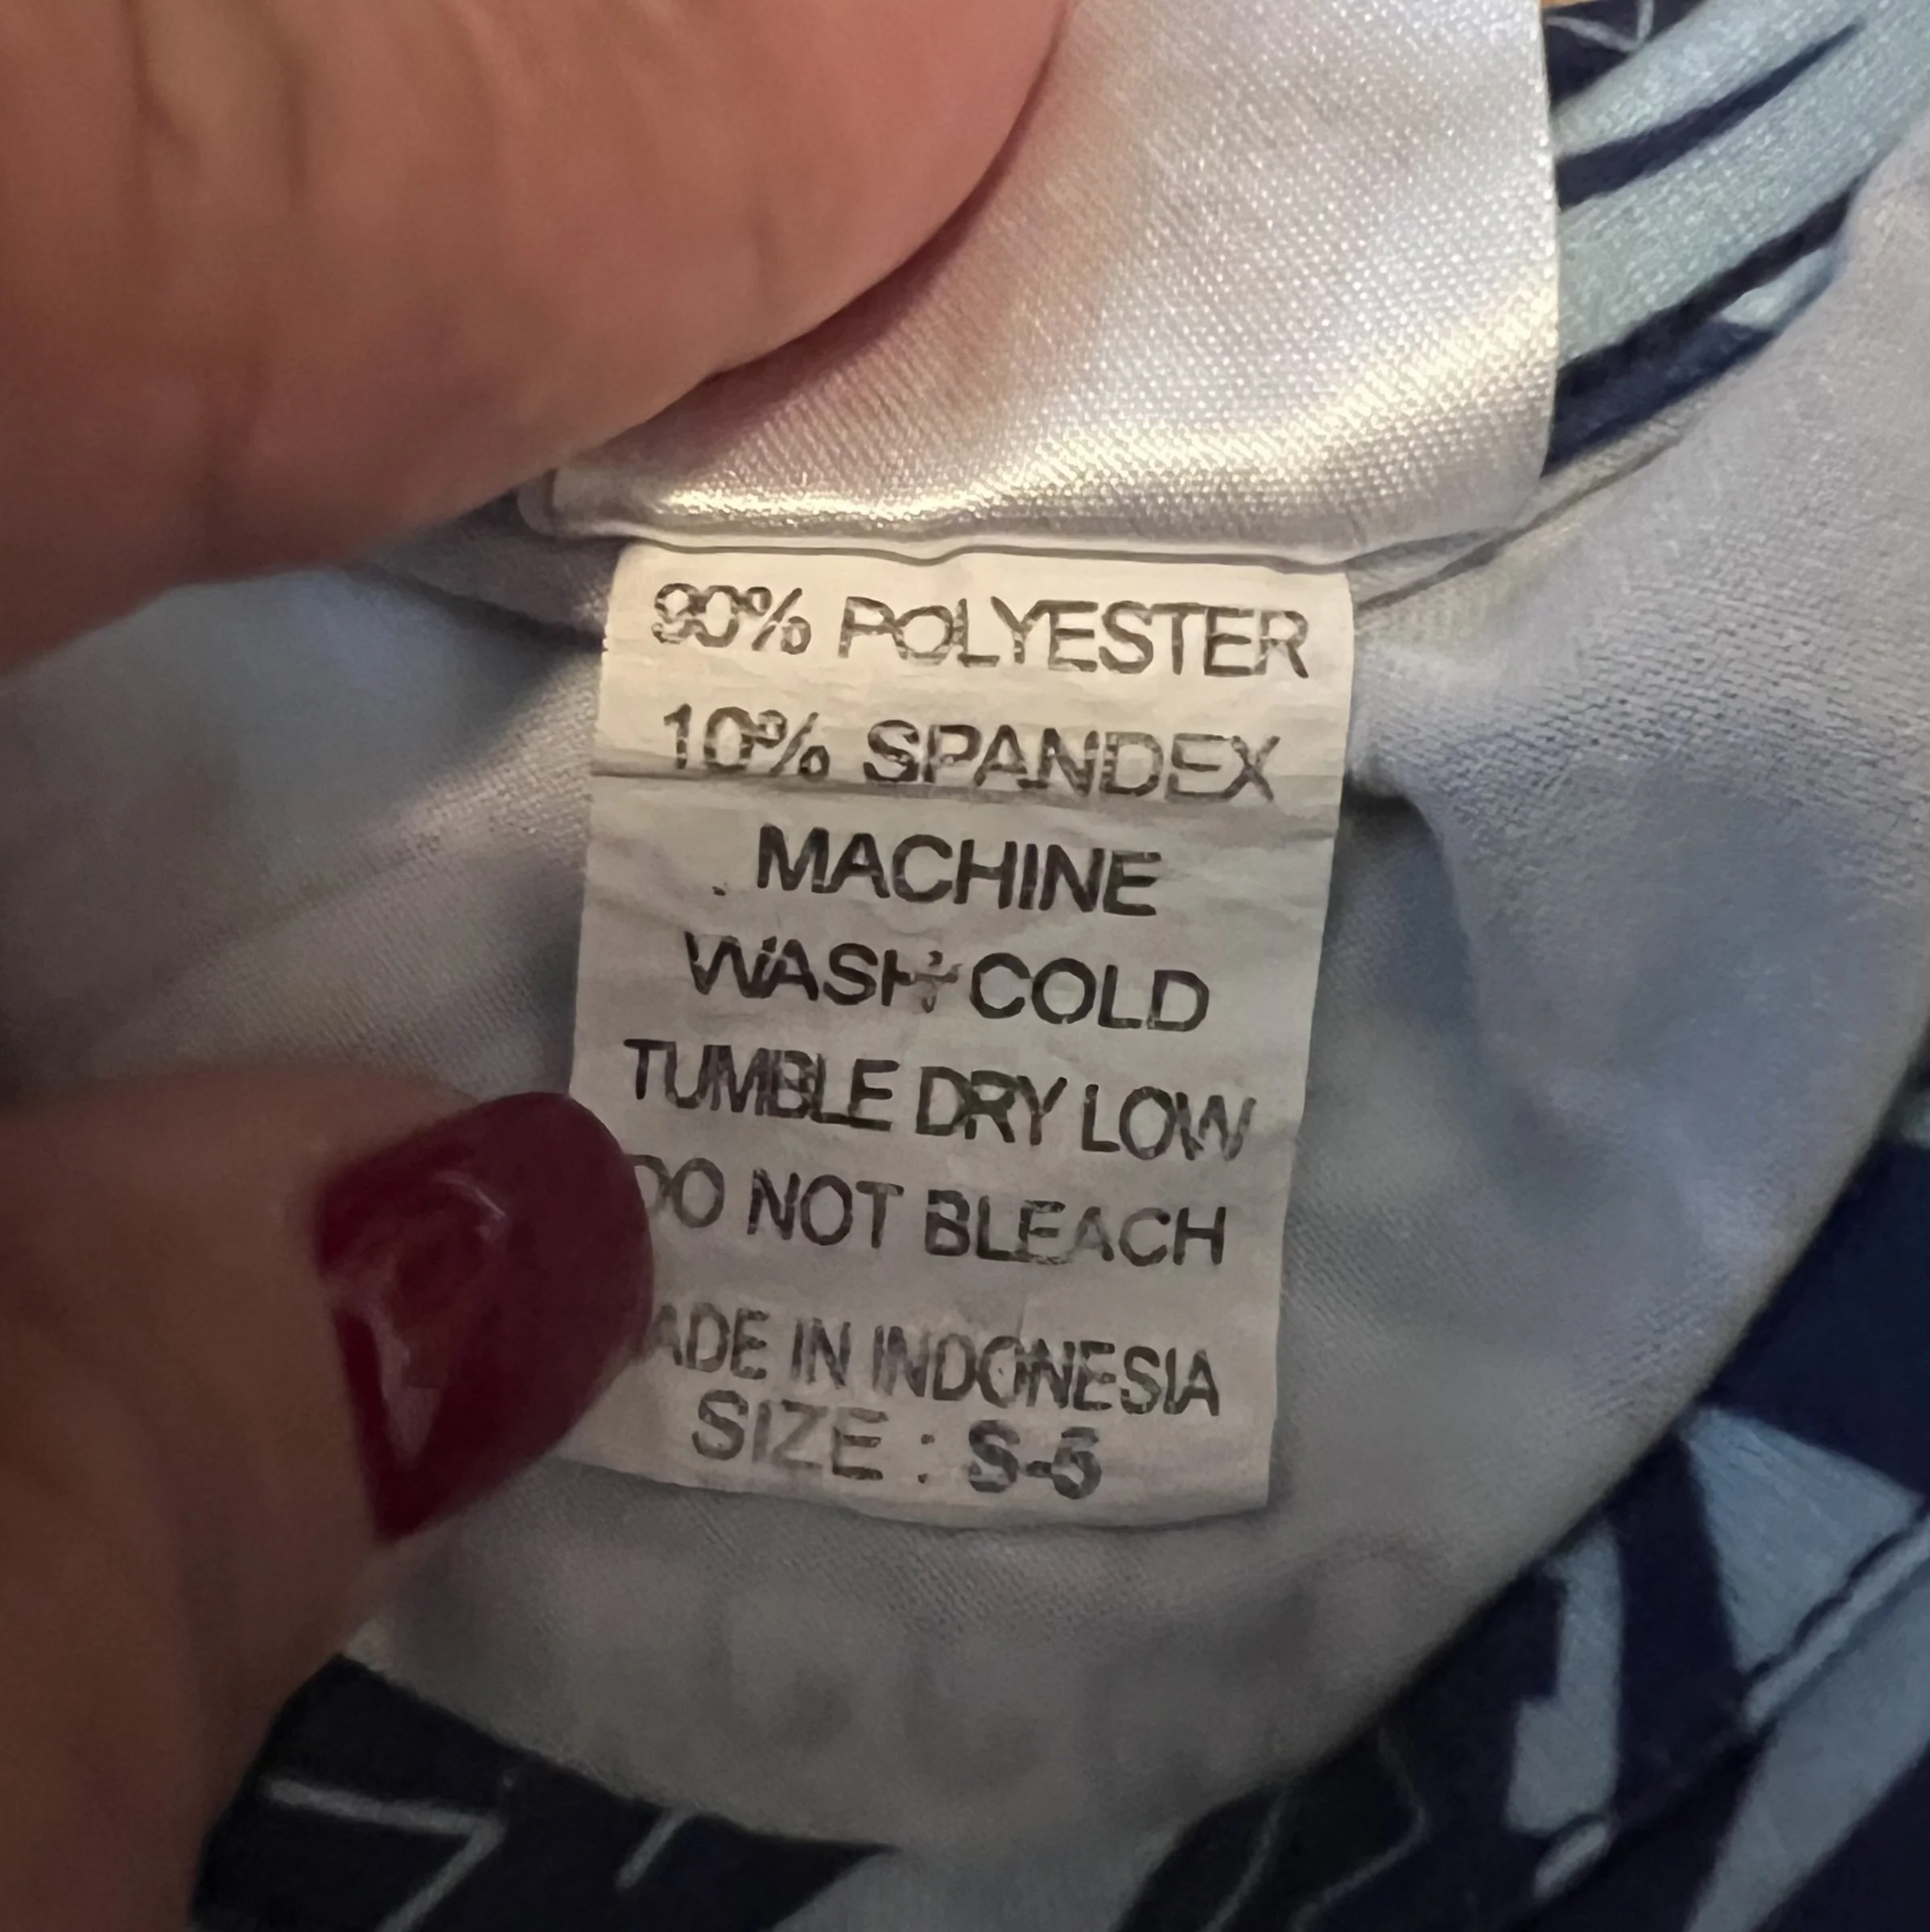 90% POLYESTER
10% SPANDEX
MACHINE
WASH COLD
TUMBLE DRY LOW
DO NOT BLEACH
ADE IN INDONESIA
SIZE : S-6